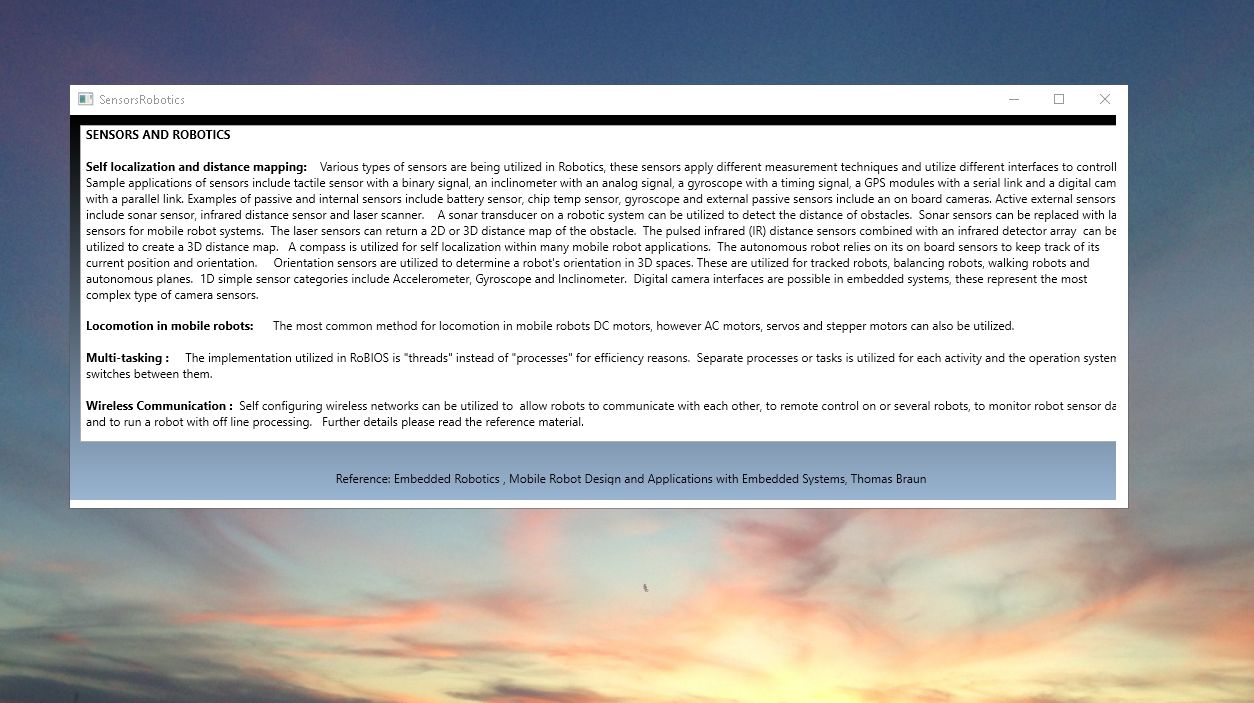 SensorsRobotics
SENSORS AND ROBOTICS
Self localization and distance mapping: Various types of sensors are being utilized in Robotics, these sensors apply different measurement techniques and utilize different interfaces to controll
Sample applications of sensors include tactile sensor with a binary signal, an inclinometer with an analog signal, a gyroscope with a timing signal, a GPS modules with a serial link and a digital cam
with a parallel link. Examples of passive and internal sensors include battery sensor, chip temp sensor, gyroscope and external passive sensors include an on board cameras. Active external sensors
include sonar sensor, infrared distance sensor and laser scanner. A sonar transducer on a robotic system can be utilized to detect the distance of obstacles. Sonar sensors can be replaced with la
sensors for mobile robot systems. The laser sensors can return a 2D or 3D distance map of the obstacle. The pulsed infrared (IR) distance sensors combined with an infrared detector array can be
utilized to create a 3D distance map. A compass is utilized for self localization within many mobile robot applications. The autonomous robot relies on its on board sensors to keep track of its
current position and orientation. Orientation sensors are utilized to determine a robot's orientation in 3D spaces. These are utilized for tracked robots, balancing robots, walking robots and
autonomous planes. 1D simple sensor categories include Accelerometer, Gyroscope and Inclinometer. Digital camera interfaces are possible in embedded systems, these represent the most
complex type of camera sensors.
Locomotion in mobile robots: The most common method for locomotion in mobile robots DC motors, however AC motors, servos and stepper motors can also be utilized.
Multi-tasking : The implementation utilized in RoBIOS is "threads" instead of "processes" for efficiency reasons. Separate processes or tasks is utilized for each activity and the operation system
switches between them.
Wireless Communication : Self configuring wireless networks can be utilized to allow robots to communicate with each other, to remote control on or several robots, to monitor robot sensor da
and to run a robot with off line processing. Further details please read the reference material.
Reference: Embedded Robotics , Mobile Robot Design and Applications with Embedded Systems, Thomas Braun